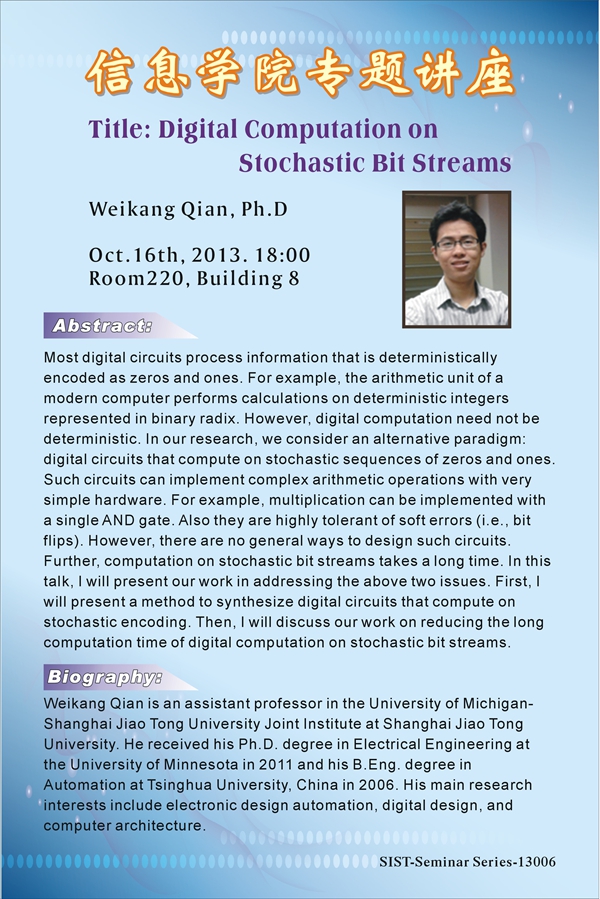 信息学院专题讲座
Title: Digital Computation on
Stochastic Bit Streams
Weikang Qian, Ph.D
Oct.16th, 2013. 18:00
Room220, Building 8
Abstract:
Most digital circuits process information that is deterministically
encoded as zeros and ones. For example, the arithmetic unit of a
modern computer performs calculations on deterministic integers
represented in binary radix. However, digital computation need not be
deterministic. In our research, we consider an alternative paradigm:
digital circuits that compute on stochastic sequences of zeros and ones.
Such circuits can implement complex arithmetic operations with very
simple hardware. For example, multiplication can be implemented with
a single AND gate. Also they are highly tolerant of soft errors (i.e., bit
flips). However, there are no general ways to design such circuits.
Further, computation on stochastic bit streams takes a long time. In this
talk, I will present our work in addressing the above two issues. First, I
will present a method to synthesize digital circuits that compute on
stochastic encoding. Then, I will discuss our work on reducing the long
computation time of digital computation on stochastic bit streams.
Biography:
Weikang Qian is an assistant professor in the University of Michigan-
Shanghai Jiao Tong University Joint Institute at Shanghai Jiao Tong
University. He received his Ph.D. degree in Electrical Engineering at
the University of Minnesota in 2011 and his B.Eng. degree in
Automation at Tsinghua University, China in 2006. His main research
interests include electronic design automation, digital design, and
computer architecture.
SIST-Seminar Series-13006